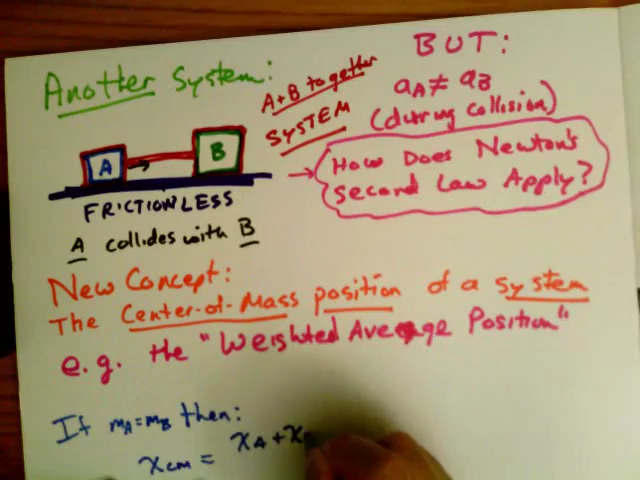 Another System:
A+B together
SYSTEM
BUT:
aA ≠ aB
(during collision)
A
B
FRICTIONLESS
→ How Does Newton's
Second Law Apply?
A collides with B
New Concept:
The Center-of-Mass position of a system
e.g. the "Weighted Average Position"
If mA=mB then:
xcm = xA + x